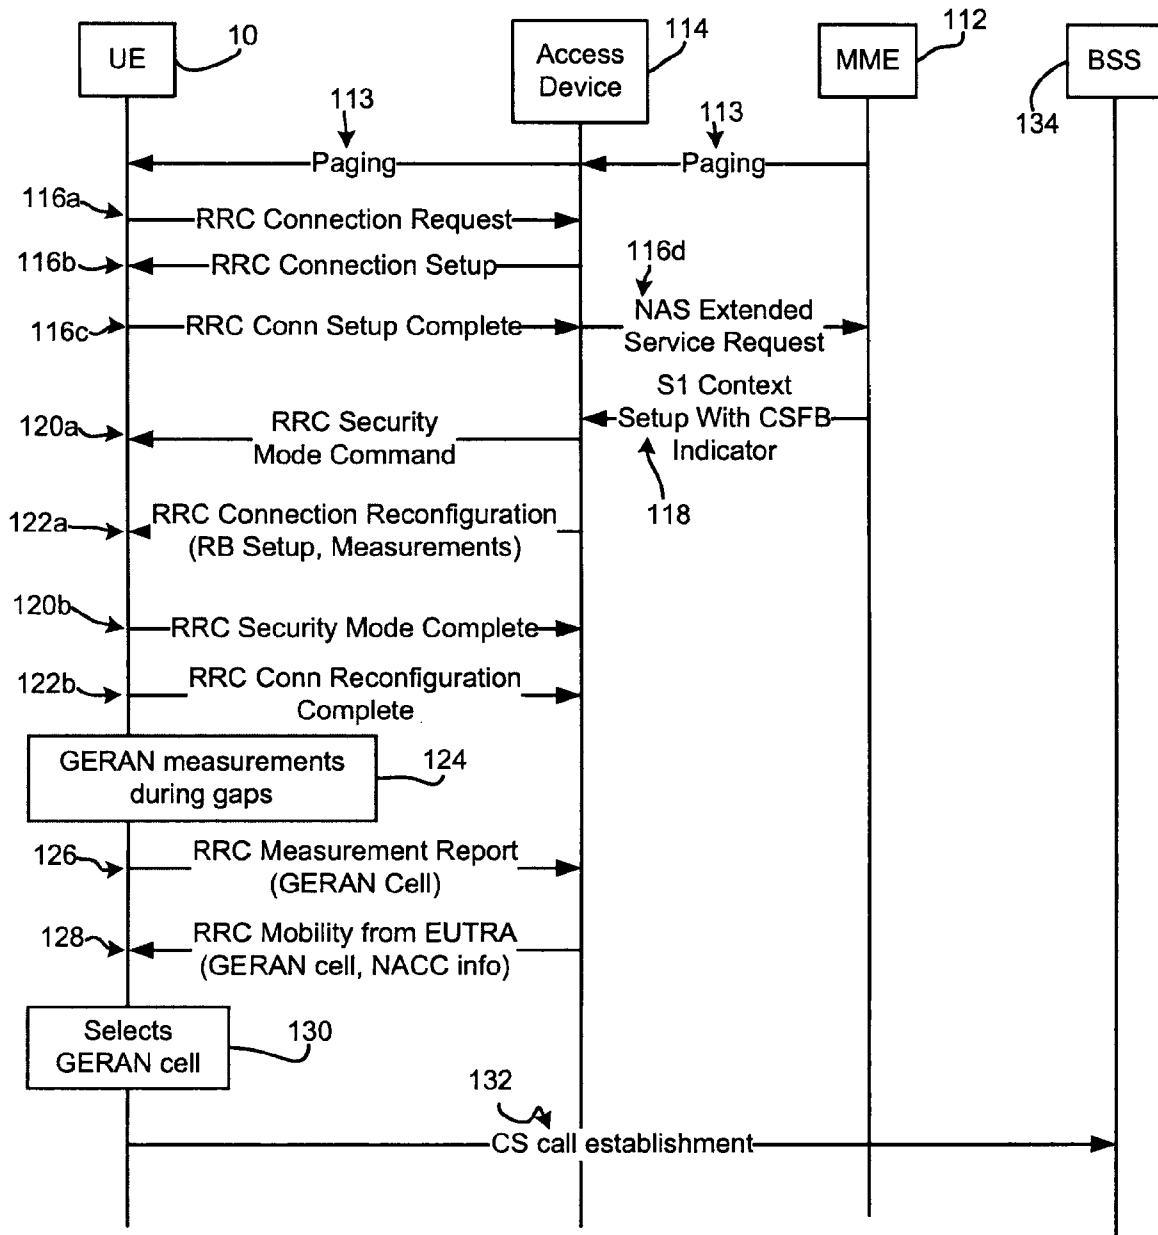 UE
10
Access
Device
114
MME
112
BSS
134
113
113
Paging
Paging
116a
RRC Connection Request
116b
RRC Connection Setup
116d
116c
RRC Conn Setup Complete
NAS Extended
Service Request
S1 Context
Setup With CSFB
Indicator
118
120a
RRC Security
Mode Command
122a
RRC Connection Reconfiguration
(RB Setup, Measurements)
120b
RRC Security Mode Complete
122b
RRC Conn Reconfiguration
Complete
GERAN measurements
during gaps
124
126
RRC Measurement Report
(GERAN Cell)
128
RRC Mobility from EUTRA
(GERAN cell, NACC info)
Selects
GERAN cell
130
132
CS call establishment